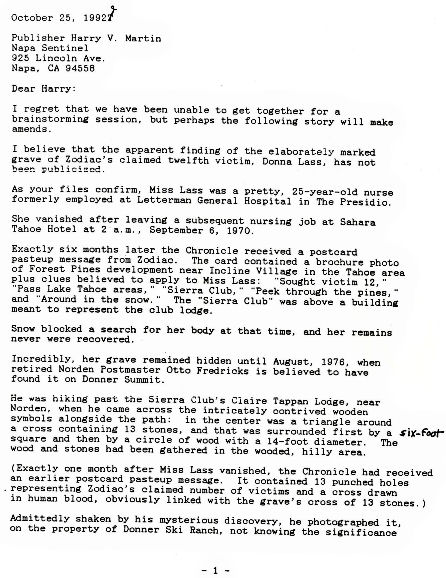 October 25, 1992
Publisher Harry V. Martin
Napa Sentinel
925 Lincoln Ave.
Napa, CA 94558
Dear Harry:
I regret that we have been unable to get together for a
brainstorming session, but perhaps the following story will make
amends.
I believe that the apparent finding of the elaborately marked
grave of Zodiac's claimed twelfth victim, Donna Lass, has not
been publicized.
As your files confirm, Miss Lass was a pretty, 25-year-old nurse
formerly employed at Letterman General Hospital in The Presidio.
She vanished after leaving a subsequent nursing job at Sahara
Tahoe Hotel at 2 a.m., September 6, 1970.
Exactly six months later the Chronicle received a postcard
pasteup message from Zodiac. The card contained a brochure photo
of Forest Pines development near Incline Village in the Tahoe area
plus clues believed to apply to Miss Lass: "Sought victim 12,"
"Pass Lake Tahoe areas," "Sierra Club," "Peek through the pines,"
and "Around in the snow." The "Sierra Club" was above a building
meant to represent the club lodge.
Snow blocked a search for her body at that time, and her remains
never were recovered.
Incredibly, her grave remained hidden until August, 1976, when
retired Norden Postmaster Otto Fredricks is believed to have
found it on Donner Summit.
He was hiking past the Sierra Club's Claire Tappan Lodge, near
Norden, when he came across the intricately contrived wooden
symbols alongside the path: in the center was a triangle around
a cross containing 13 stones, and that was surrounded first by a six-foot
square and then by a circle of wood with a 14-foot diameter. The
wood and stones had been gathered in the wooded, hilly area.
(Exactly one month after Miss Lass vanished, the Chronicle had received
an earlier postcard pasteup message. It contained 13 punched holes
representing Zodiac's claimed number of victims and a cross drawn
in human blood, obviously linked with the grave's cross of 13 stones.)
Admittedly shaken by his mysterious discovery, he photographed it,
on the property of Donner Ski Ranch, not knowing the significance
- 1 -